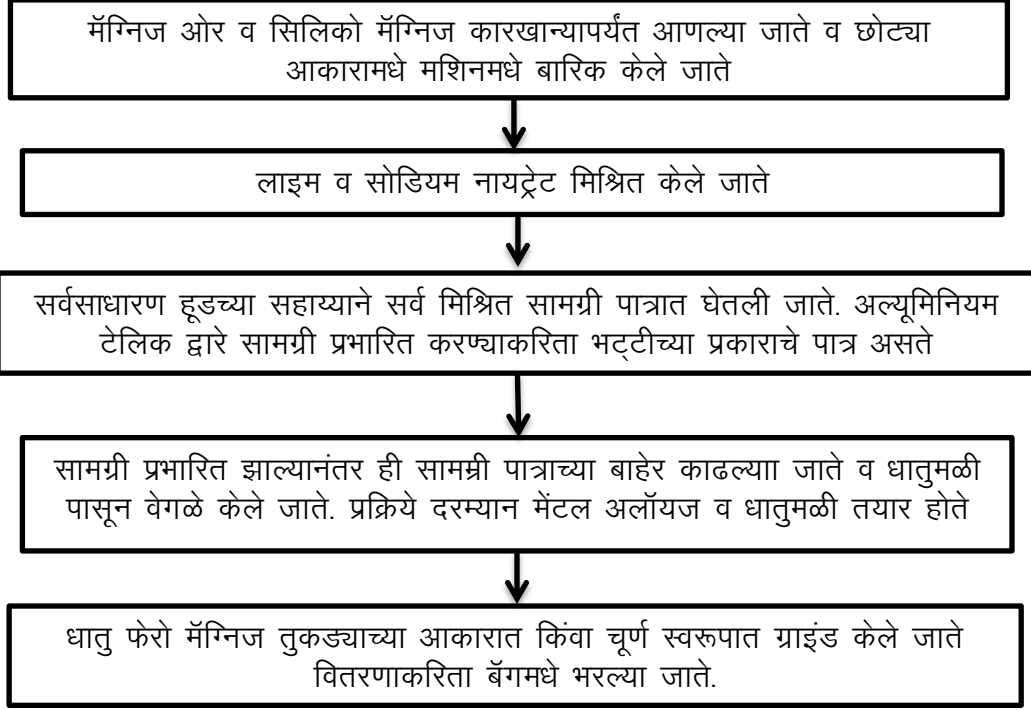 मॅग्निज ओर व सिलिको मॅग्निज कारखान्यापर्यंत आणल्या जाते व छोट्या
आकारामधे मशिनमधे बारिक केले जाते
लाइम व सोडियम नायट्रेट मिश्रित केले जाते
सर्वसाधारण हूडच्या सहाय्याने सर्व मिश्रित सामग्री पात्रात घेतली जाते. अल्यूमिनियम
टेलिक द्वारे सामग्री प्रभारित करण्याकरिता भट्टीच्या प्रकाराचे पात्र असते
सामग्री प्रभारित झाल्यानंतर ही सामम्री पात्राच्या बाहेर काढल्याा जाते व धातुमळी
पासून वेगळे केले जाते. प्रक्रिये दरम्यान मेंटल अलॉयज व धातुमळी तयार होते
धातु फेरो मॅग्निज तुकड्याच्या आकारात किंवा चूर्ण स्वरूपात ग्राइंड केले जाते
वितरणाकरिता बॅगमधे भरल्या जाते.